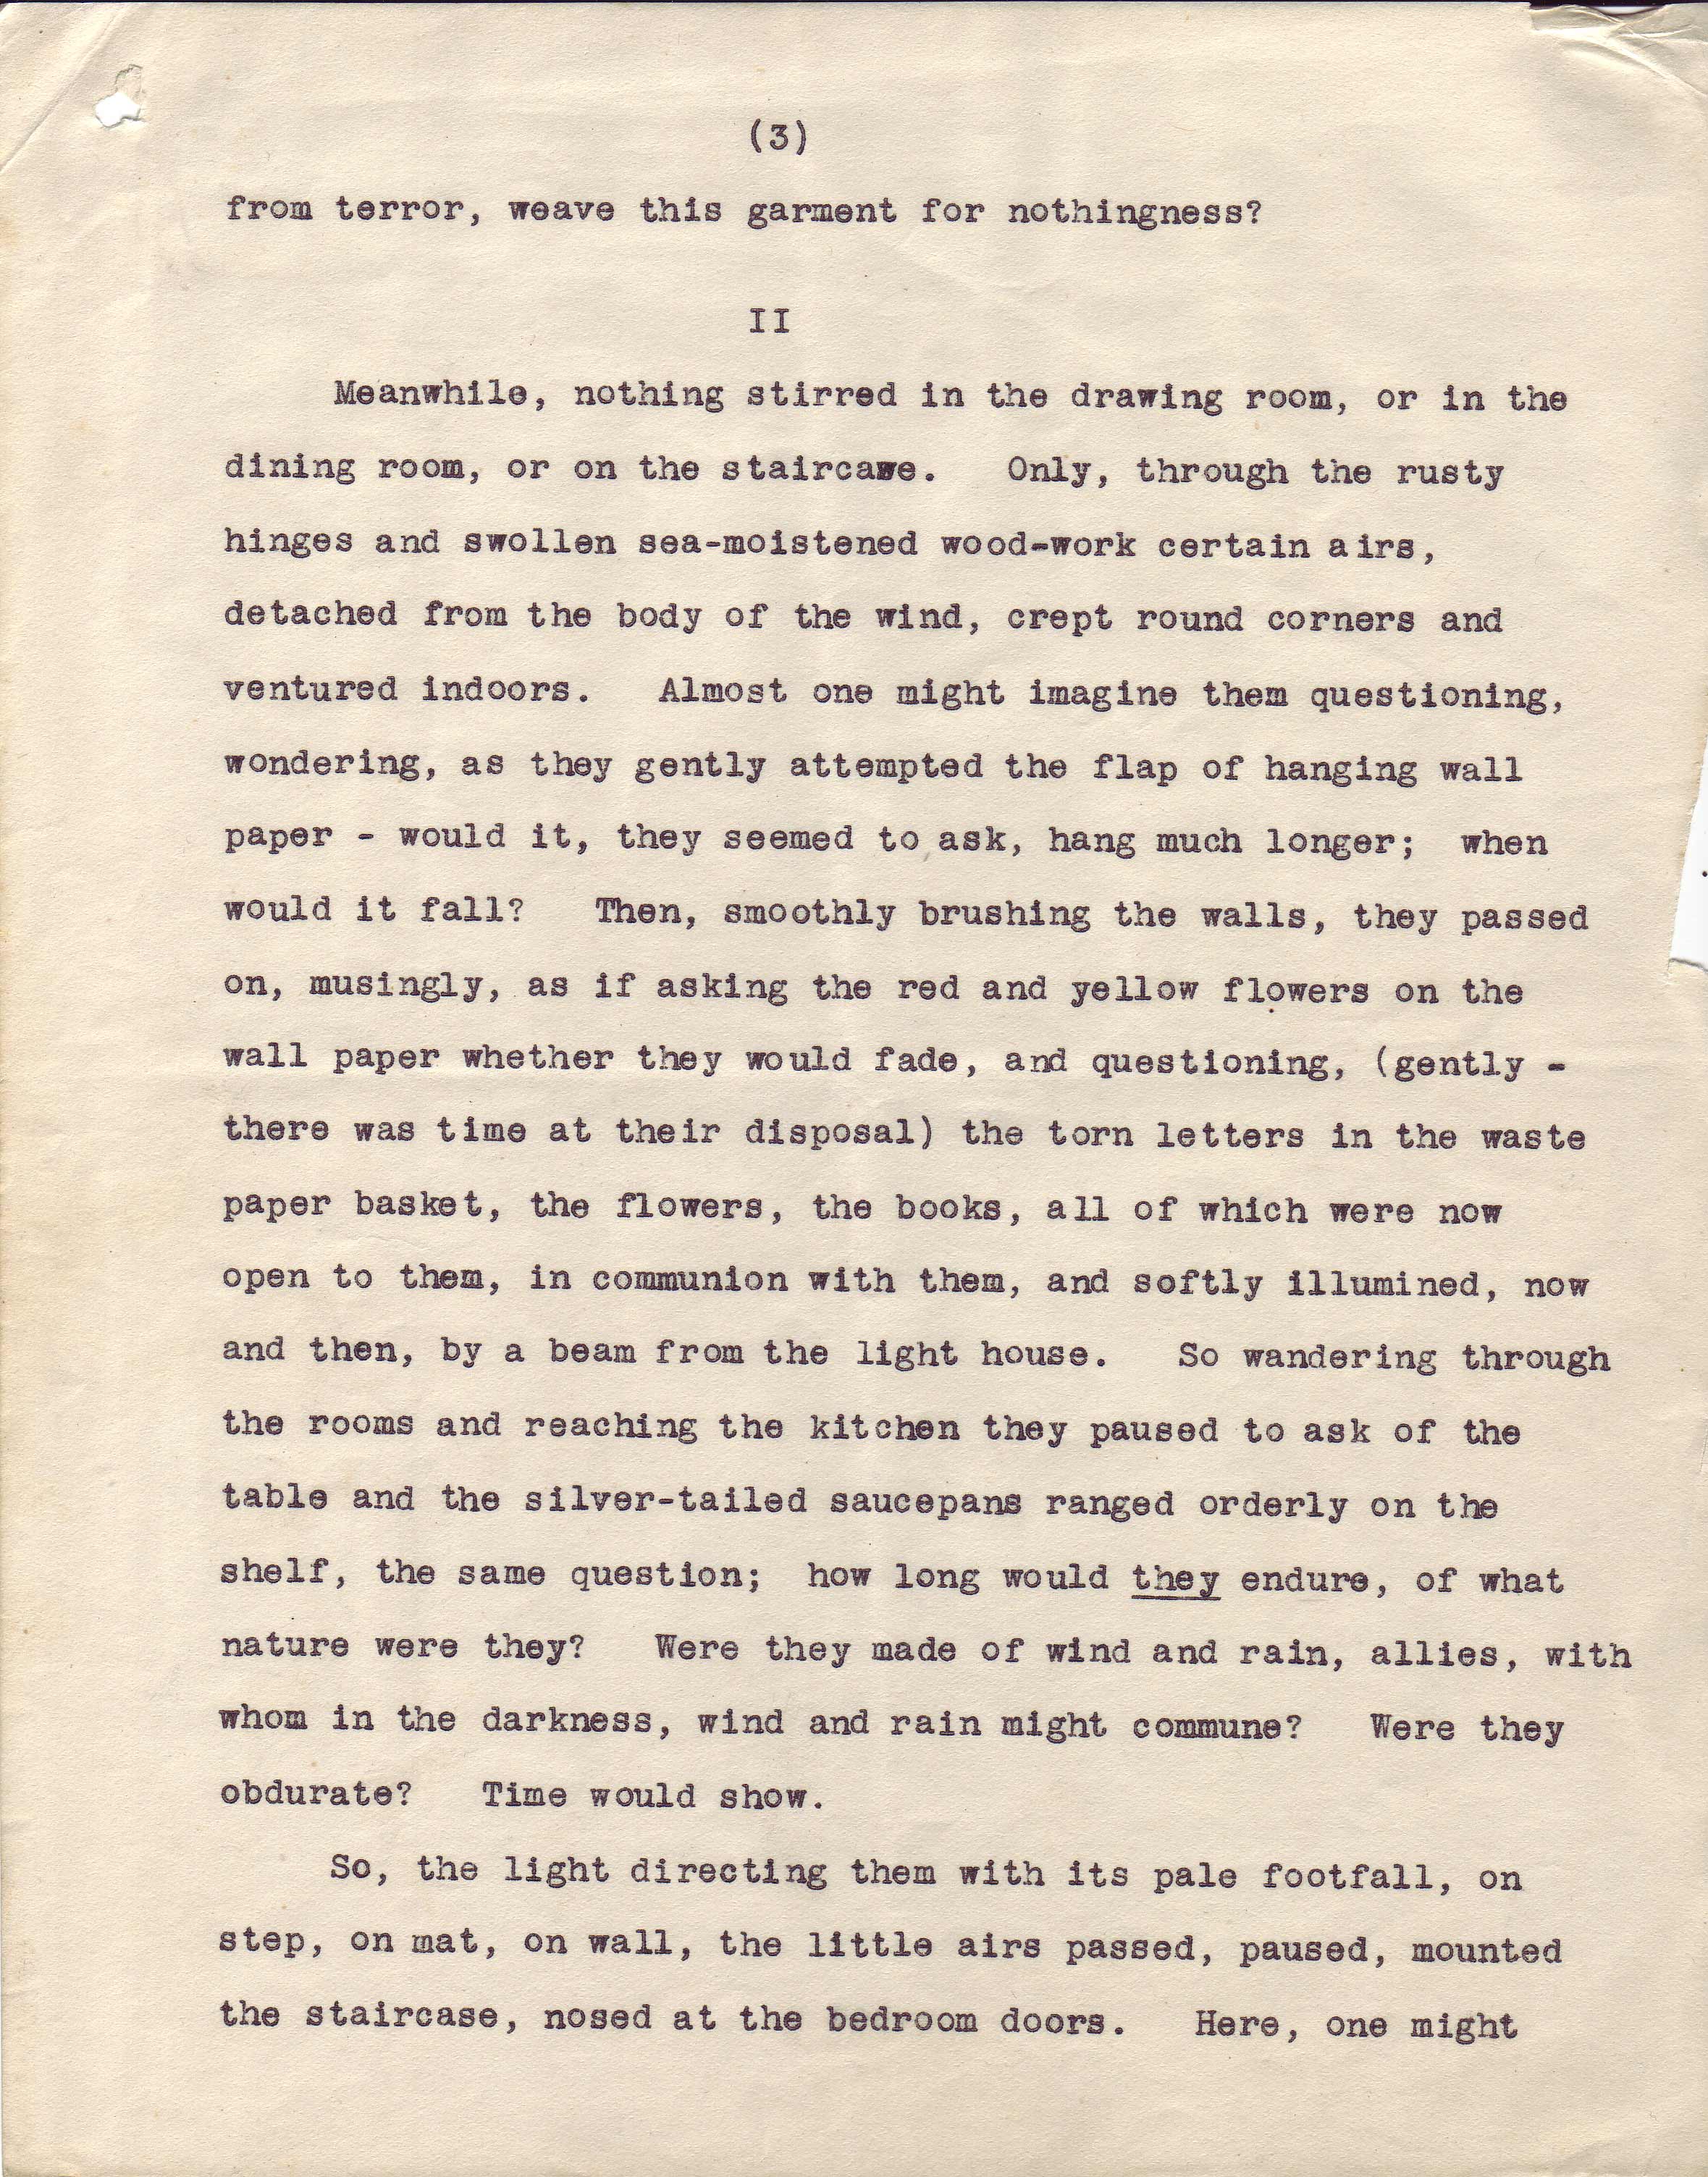 (3)
from terror, weave this garment for nothingness?
II
Meanwhile, nothing stirred in the drawing room, or in the
dining room, or on the staircase. Only, through the rusty
hinges and swollen sea-moistened wood-work certain airs,
detached from the body of the wind, crept round corners and
ventured indoors. Almost one might imagine them questioning,
wondering, as they gently attempted the flap of hanging wall
paper - would it, they seemed to ask, hang much longer; when
would it fall? Then, smoothly brushing the walls, they passed
on, musingly, as if asking the red and yellow flowers on the
wall paper whether they would fade, and questioning, (gently -
there was time at their disposal) the torn letters in the waste
paper basket, the flowers, the books, all of which were now
open to them, in communion with them, and softly illumined, now
and then, by a beam from the light house. So wandering through
the rooms and reaching the kitchen they paused to ask of the
table and the silver-tailed saucepans ranged orderly on the
shelf, the same question; how long would they endure, of what
nature were they? Were they made of wind and rain, allies, with
whom in the darkness, wind and rain might commune? Were they
obdurate? Time would show.
So, the light directing them with its pale footfall, on
step, on mat, on wall, the little airs passed, paused, mounted
the staircase, nosed at the bedroom doors. Here, one might